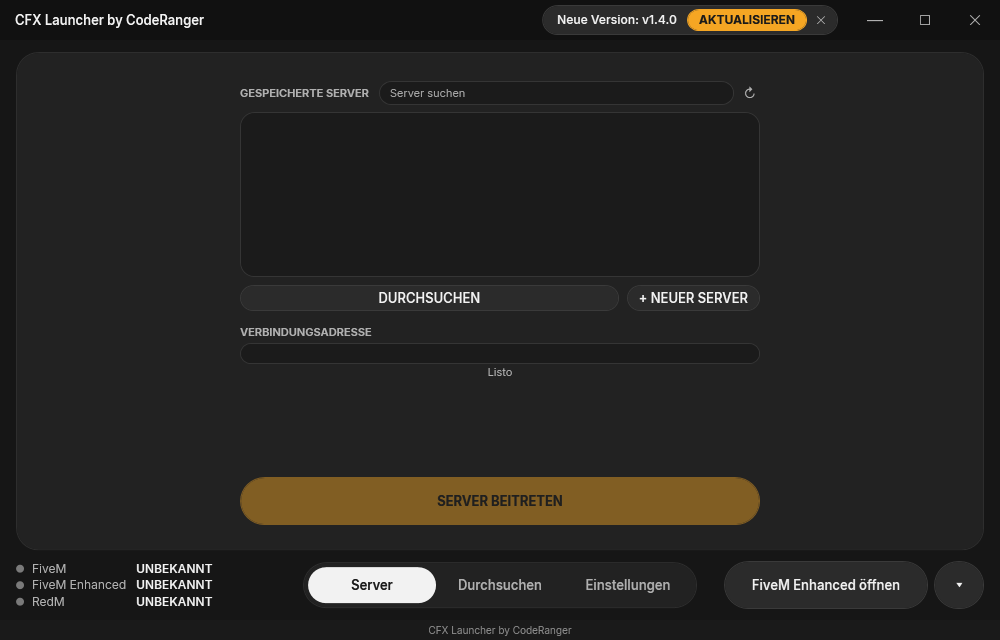 CFX Launcher by CodeRanger
Neue Version: v1.4.0 AKTUALISIEREN
GESPEICHERTE SERVER Server suchen
DURCHSUCHEN + NEUER SERVER
VERBINDUNGSADRESSE
Listo
SERVER BEITRETEN
FiveM UNBEKANNT
FiveM Enhanced UNBEKANNT
RedM UNBEKANNT
Server Durchsuchen Einstellungen
FiveM Enhanced öffnen
CFX Launcher by CodeRanger